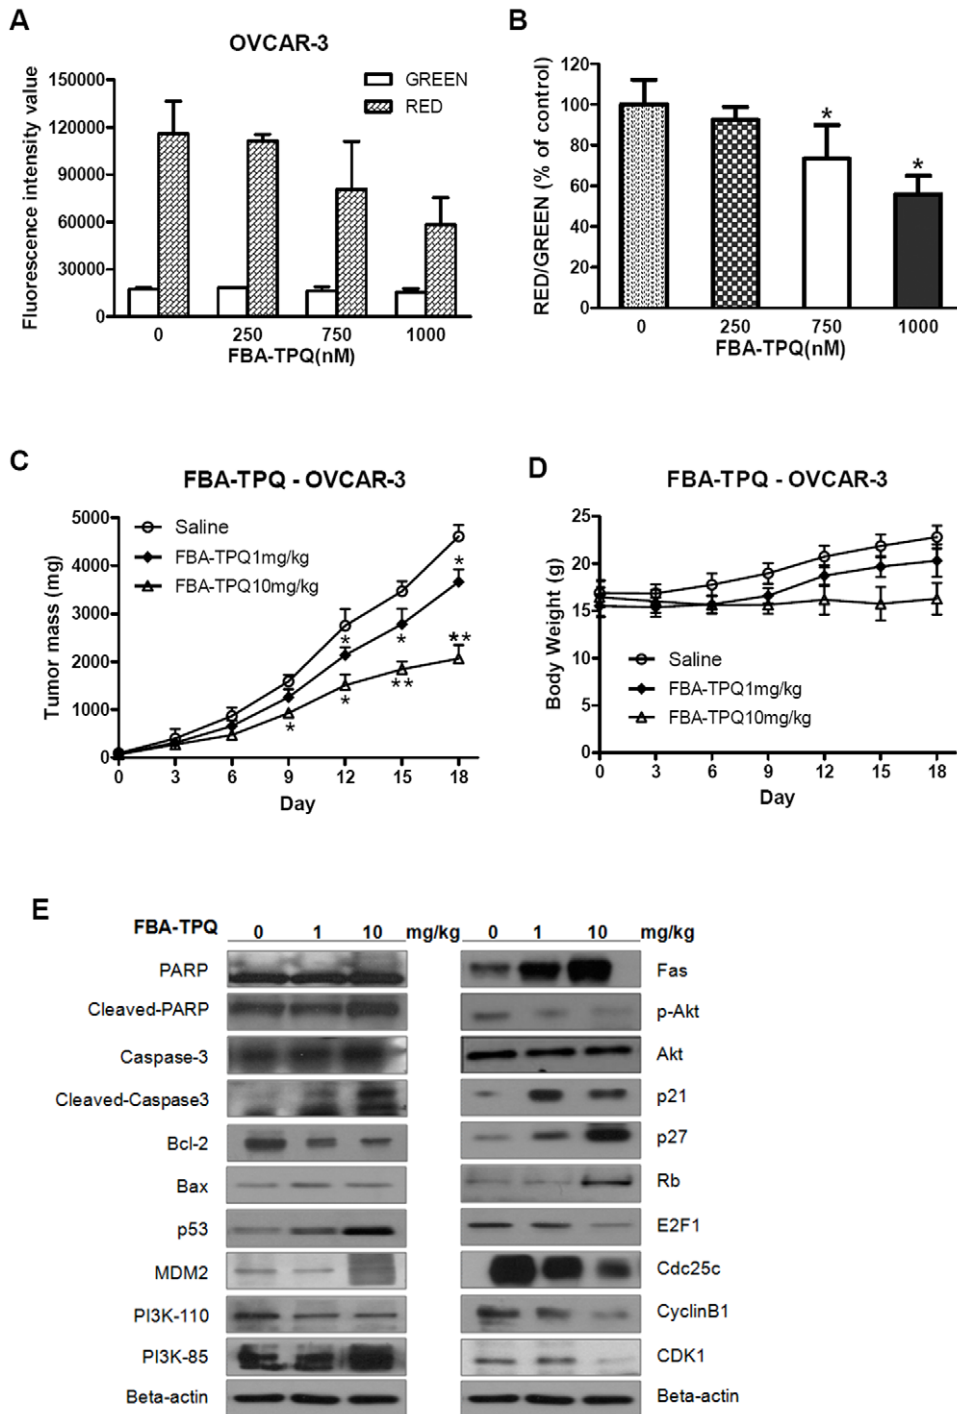 A
OVCAR-3
Fluorescence intensity value
150000
120000
90000
60000
30000
0
GREEN
RED
0 250 750 1000
FBA-TPQ(nM)
B
RED/GREEN (% of control)
120
100
80
60
40
20
0
*
*
0 250 750 1000
FBA-TPQ(nM)
C
FBA-TPQ - OVCAR-3
Tumor mass (mg)
5000
4000
3000
2000
1000
0
Saline
FBA-TPQ1mg/kg
FBA-TPQ10mg/kg
*
* * **
* * **
0 3 6 9 12 15 18
Day
D
FBA-TPQ - OVCAR-3
Body Weight (g)
25
20
15
10
5
0
Saline
FBA-TPQ1mg/kg
FBA-TPQ10mg/kg
0 3 6 9 12 15 18
Day
E
FBA-TPQ 0 1 10 mg/kg
PARP
Cleaved-PARP
Caspase-3
Cleaved-Caspase3
Bcl-2
Bax
p53
MDM2
PI3K-110
PI3K-85
Beta-actin
0 1 10 mg/kg
Fas
p-Akt
Akt
p21
p27
Rb
E2F1
Cdc25c
CyclinB1
CDK1
Beta-actin